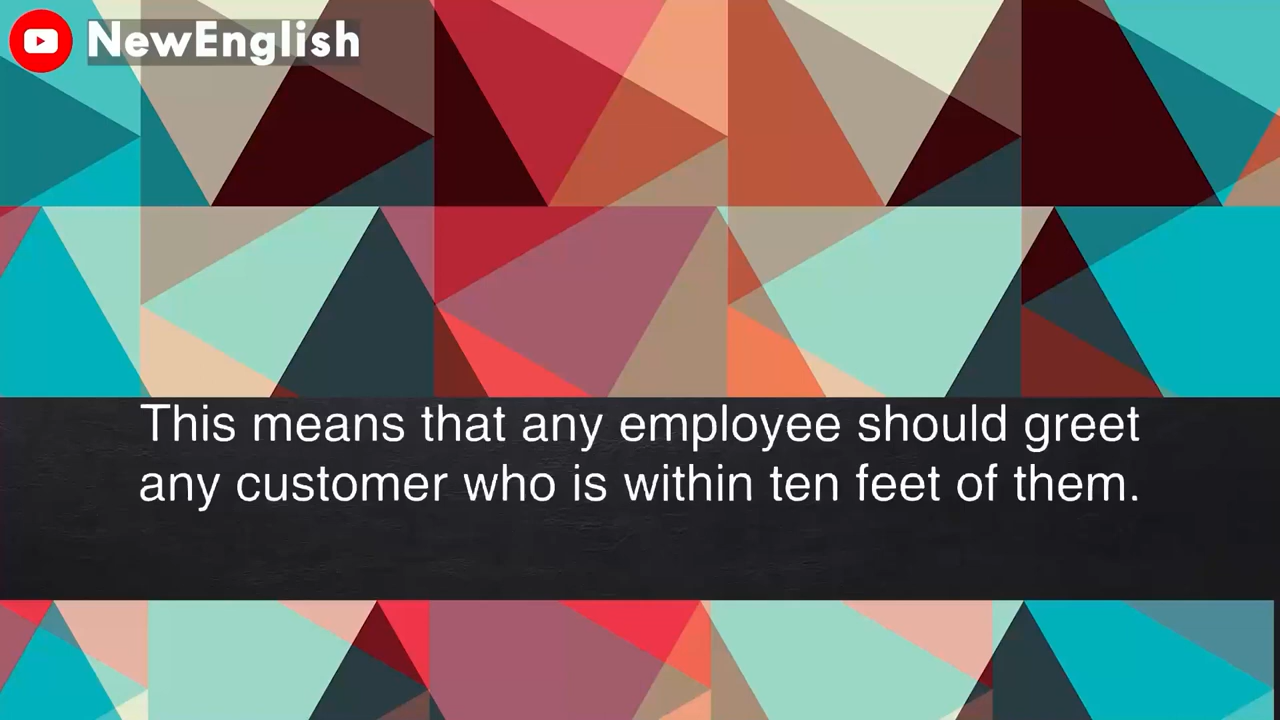 NewEnglish
This means that any employee should greet
any customer who is within ten feet of them.